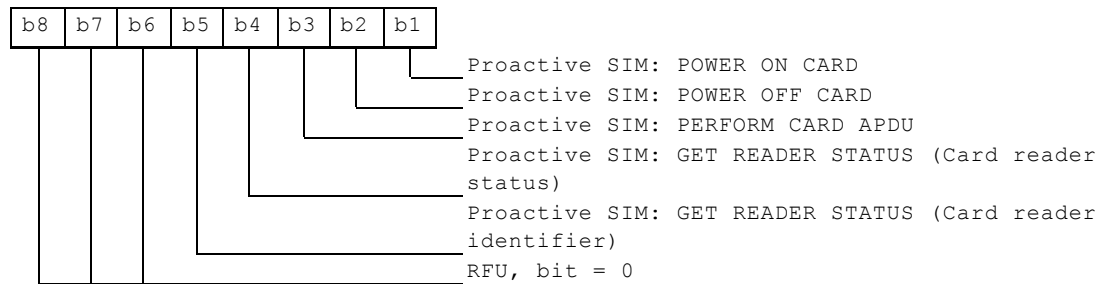 b8 b7 b6 b5 b4 b3 b2 b1
Proactive SIM: POWER ON CARD
Proactive SIM: POWER OFF CARD
Proactive SIM: PERFORM CARD APDU
Proactive SIM: GET READER STATUS (Card reader
status)
Proactive SIM: GET READER STATUS (Card reader
identifier)
RFU, bit = 0